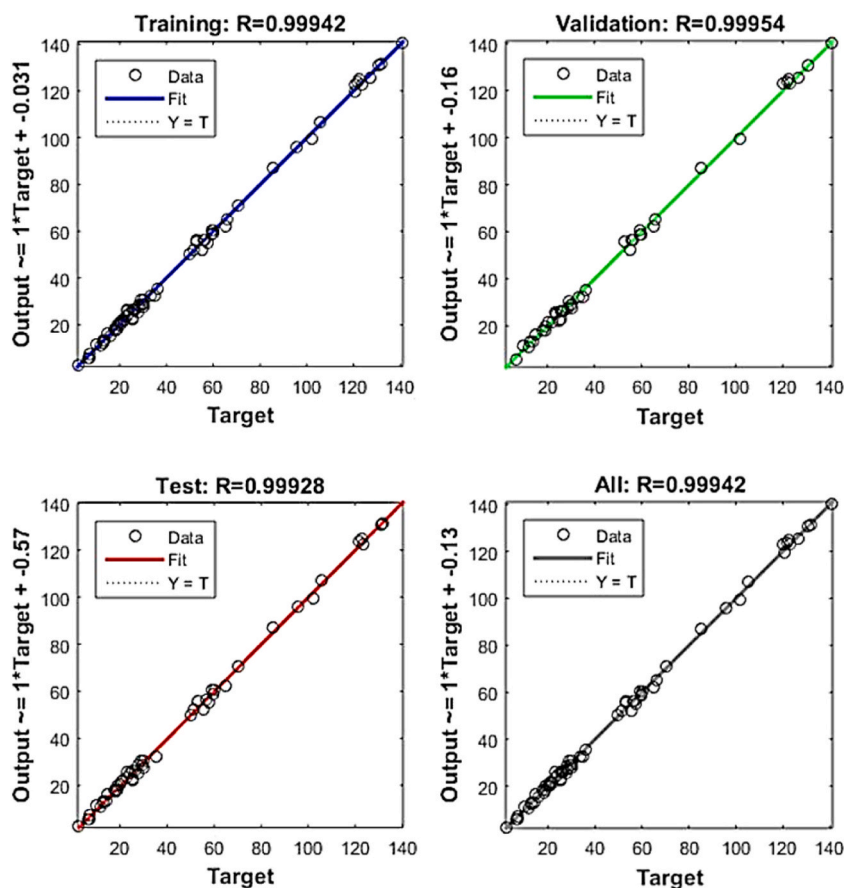 Training: R=0.99942
Output ~= 1*Target + -0.031
140
120
100
80
60
40
20
Data
Fit
Y = T
20 40 60 80 100 120 140
Target
Validation: R=0.99954
Output ~= 1*Target + -0.16
140
120
100
80
60
40
20
Data
Fit
Y = T
20 40 60 80 100 120 140
Target
Test: R=0.99928
Output ~= 1*Target + -0.57
140
120
100
80
60
40
20
Data
Fit
Y = T
20 40 60 80 100 120 140
Target
All: R=0.99942
Output ~= 1*Target + -0.13
140
120
100
80
60
40
20
Data
Fit
Y = T
20 40 60 80 100 120 140
Target